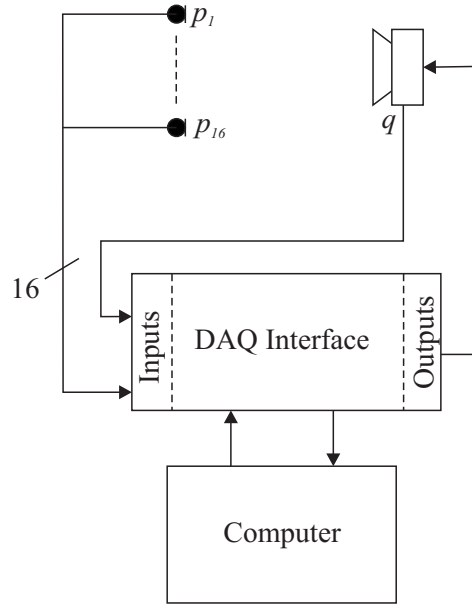 p1
p16
q
16
Inputs
DAQ Interface
Outputs
Computer